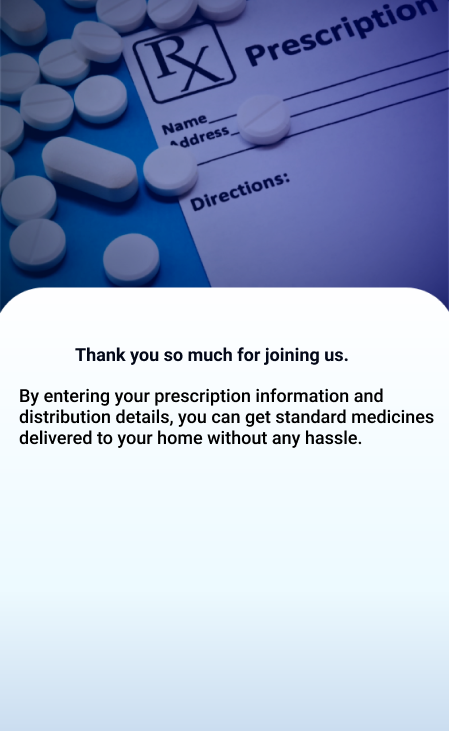 Rx Prescription
Name
Address
Directions:
Thank you so much for joining us.
By entering your prescription information and
distribution details, you can get standard medicines
delivered to your home without any hassle.